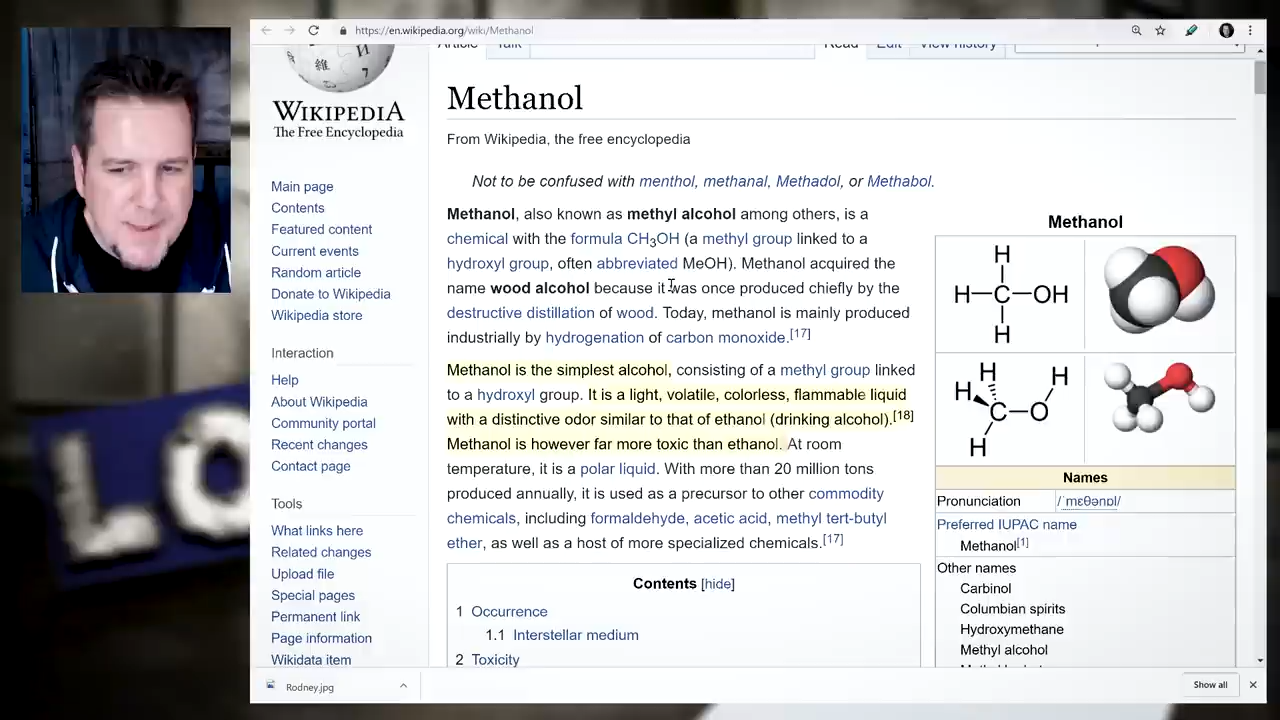 https://en.wikipedia.org/wiki/Methanol
Article Talk Read Edit View history
WIKIPEDIA
The Free Encyclopedia
Main page
Contents
Featured content
Current events
Random article
Donate to Wikipedia
Wikipedia store
Interaction
Help
About Wikipedia
Community portal
Recent changes
Contact page
Tools
What links here
Related changes
Upload file
Special pages
Permanent link
Page information
Wikidata item
Methanol
From Wikipedia, the free encyclopedia
Not to be confused with menthol, methanal, Methadol, or Methabol.
Methanol, also known as methyl alcohol among others, is a
chemical with the formula CH3OH (a methyl group linked to a
hydroxyl group, often abbreviated MeOH). Methanol acquired the
name wood alcohol because it was once produced chiefly by the
destructive distillation of wood. Today, methanol is mainly produced
industrially by hydrogenation of carbon monoxide.[17]
Methanol is the simplest alcohol, consisting of a methyl group linked
to a hydroxyl group. It is a light, volatile, colorless, flammable liquid
with a distinctive odor similar to that of ethanol (drinking alcohol).[18]
Methanol is however far more toxic than ethanol. At room
temperature, it is a polar liquid. With more than 20 million tons
produced annually, it is used as a precursor to other commodity
chemicals, including formaldehyde, acetic acid, methyl tert-butyl
ether, as well as a host of more specialized chemicals.[17]
Contents [hide]
1 Occurrence
1.1 Interstellar medium
2 Toxicity
Methanol
H
H C OH
H
H H
H C O
H
Names
Pronunciation /ˈmɛθənɒl/
Preferred IUPAC name
Methanol[1]
Other names
Carbinol
Columbian spirits
Hydroxymethane
Methyl alcohol
Rodney.jpg
Show all
LO